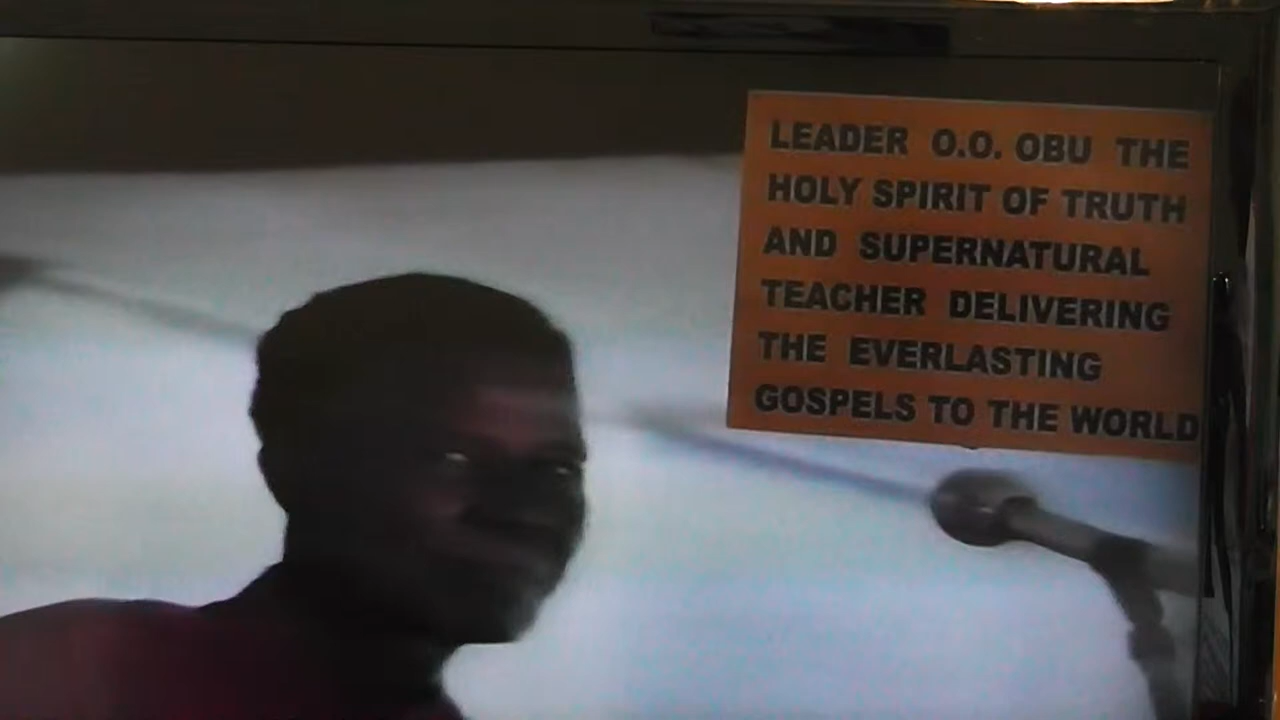 LEADER O.O. OBU THE
HOLY SPIRIT OF TRUTH
AND SUPERNATURAL
TEACHER DELIVERING
THE EVERLASTING
GOSPELS TO THE WORLD